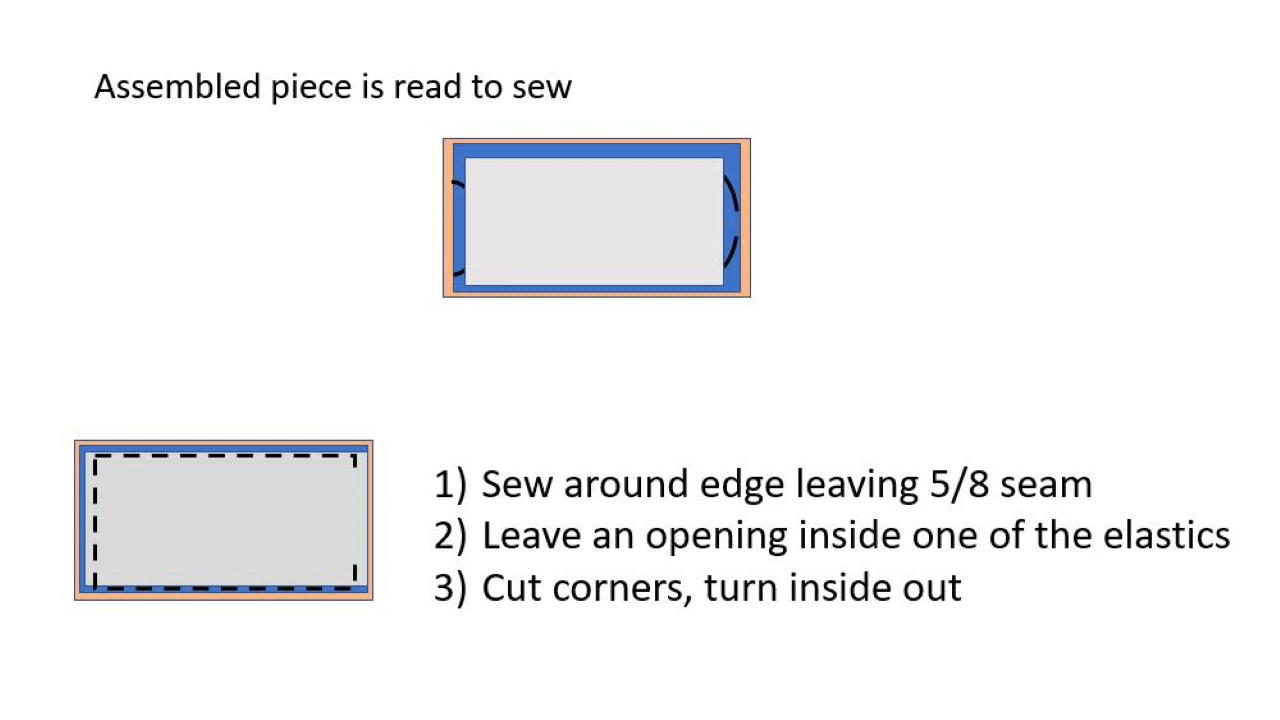 Assembled piece is read to sew
1) Sew around edge leaving 5/8 seam
2) Leave an opening inside one of the elastics
3) Cut corners, turn inside out